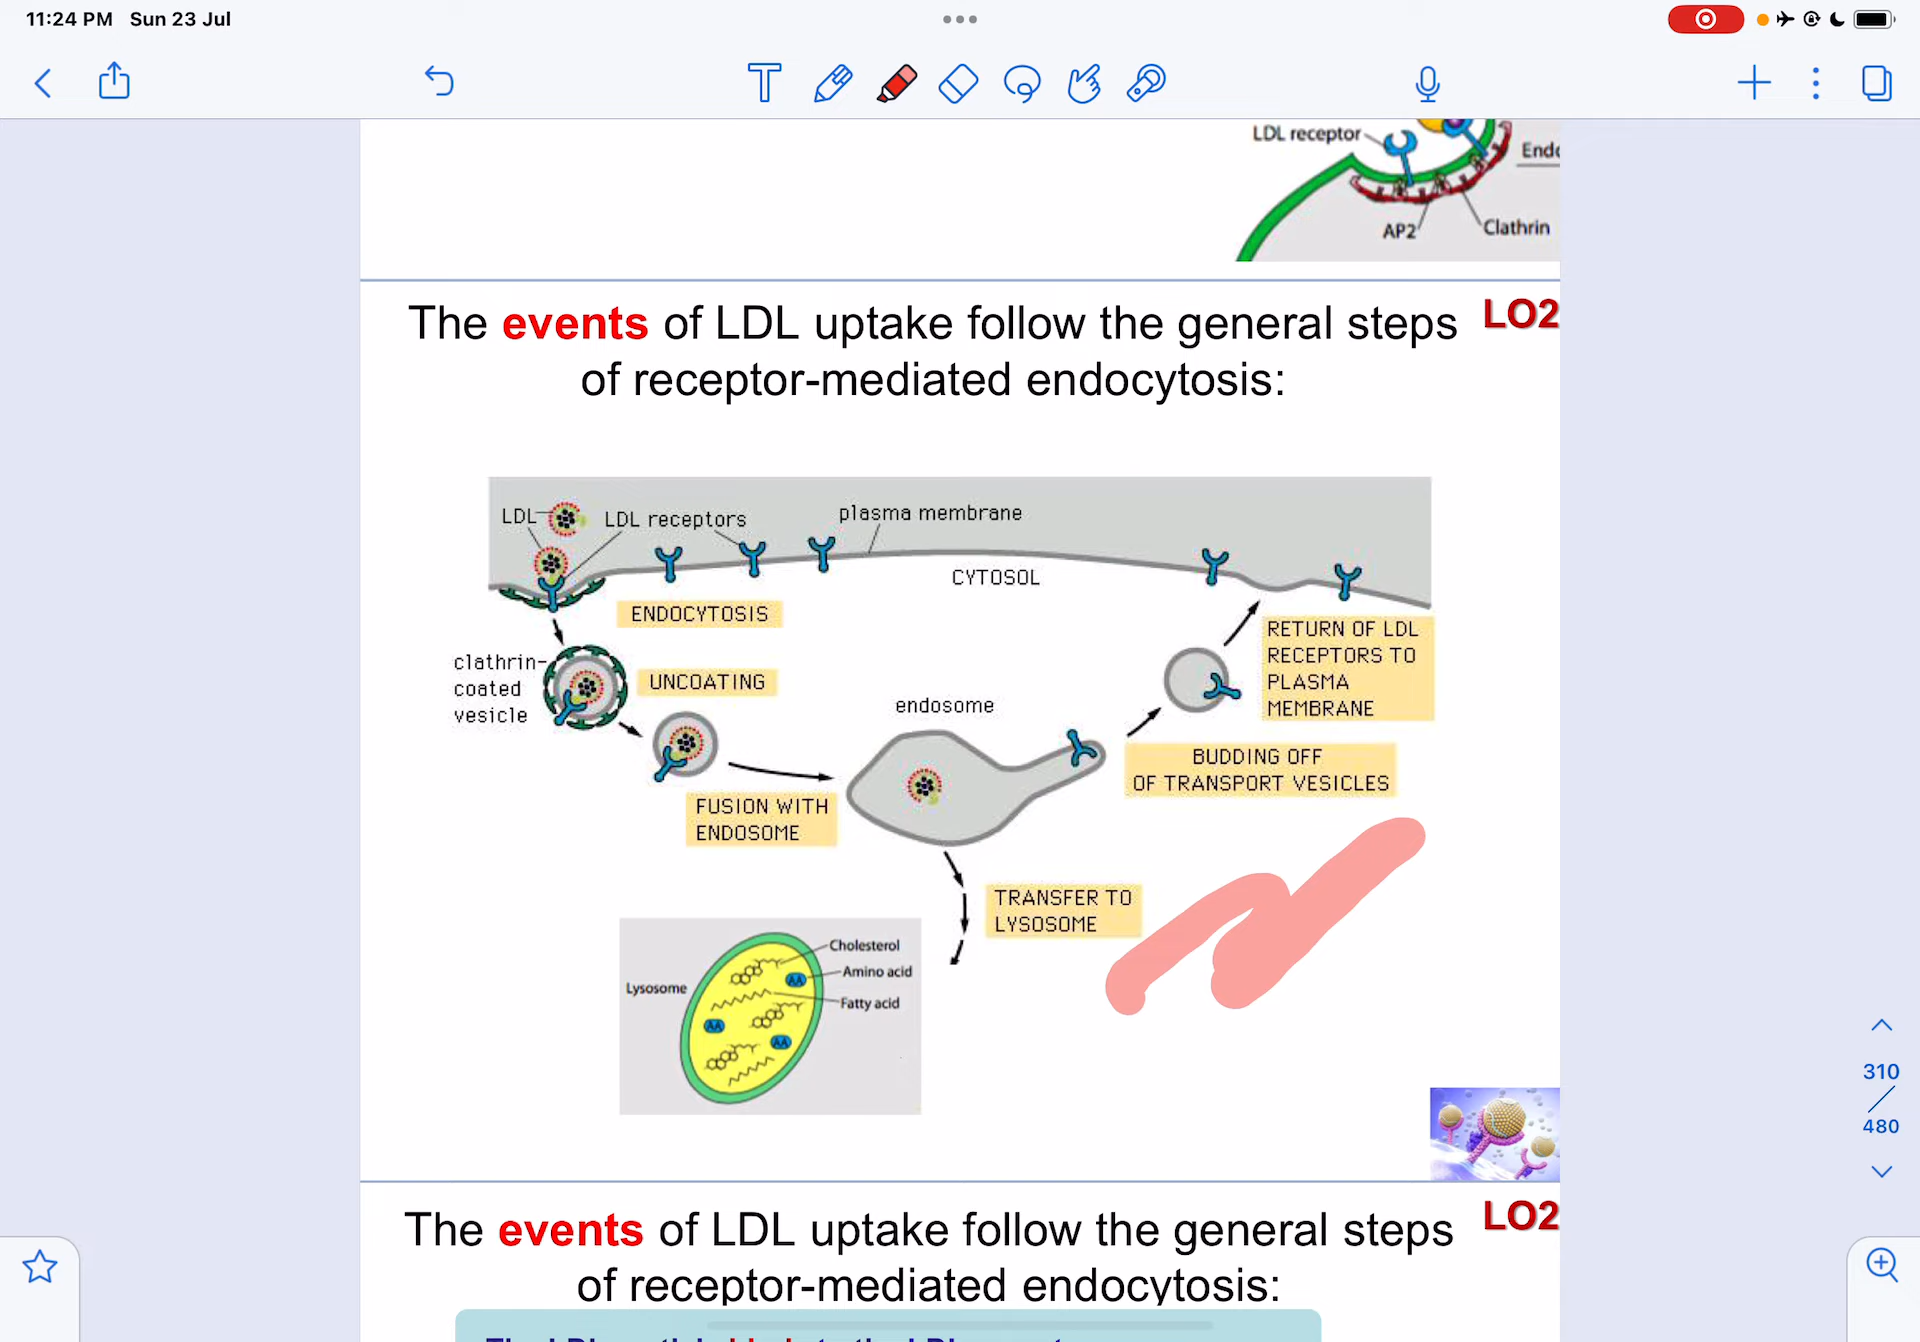 11:24 PM Sun 23 Jul
LDL receptor
AP2
Clathrin
The events of LDL uptake follow the general steps
of receptor-mediated endocytosis:
LO2
LDL
LDL receptors
plasma membrane
CYTOSOL
ENDOCYTOSIS
clathrin-
coated
vesicle
UNCOATING
FUSION WITH
ENDOSOME
endosome
RETURN OF LDL
RECEPTORS TO
PLASMA
MEMBRANE
BUDDING OFF
OF TRANSPORT VESICLES
TRANSFER TO
LYSOSOME
Lysosome
Cholesterol
Amino acid
Fatty acid
AA
AA
AA
310
/
480
The events of LDL uptake follow the general steps
of receptor-mediated endocytosis:
LO2